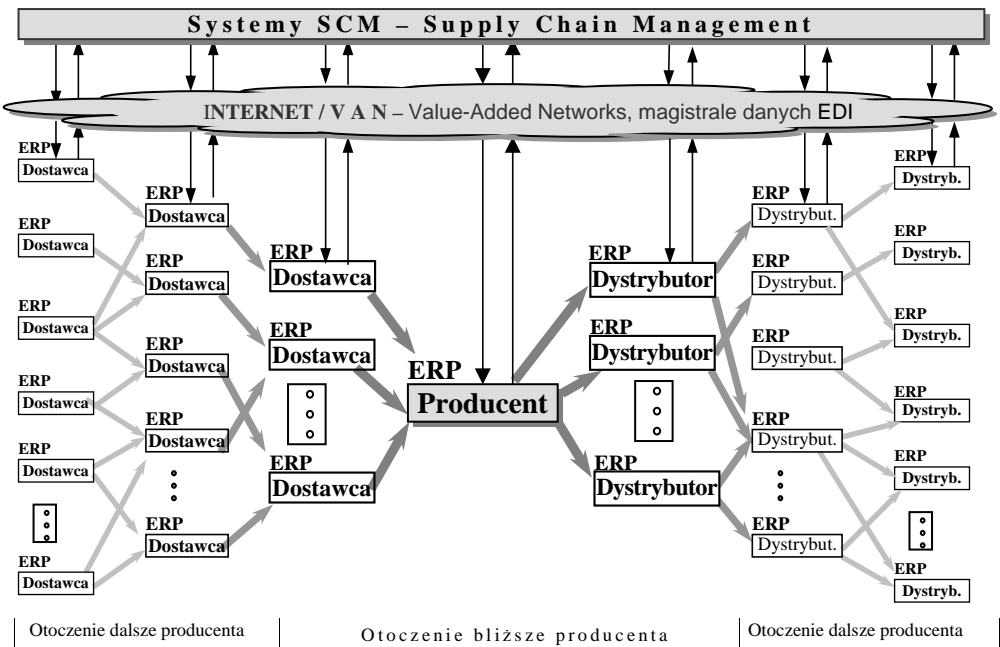 Systemy SCM – Supply Chain Management
INTERNET / V A N – Value-Added Networks, magistrale danych EDI
ERP
Dostawca
ERP
Dostawca
ERP
Dostawca
ERP
Dostawca
ERP
Dostawca
ERP
Dostawca
ERP
Dostawca
ERP
Dostawca
ERP
Dostawca
ERP
Dostawca
ERP
Dostawca
ERP
Dostawca
ERP
Dostawca
ERP
Dostawca
ERP
Producent
ERP
Dystrybutor
ERP
Dystrybutor
ERP
Dystrybutor
ERP
Dystrybut.
ERP
Dystrybut.
ERP
Dystrybut.
ERP
Dystrybut.
ERP
Dystrybut.
ERP
Dystryb.
ERP
Dystryb.
ERP
Dystryb.
ERP
Dystryb.
ERP
Dystryb.
ERP
Dystryb.
Otoczenie dalsze producenta
Otoczenie bliższe producenta
Otoczenie dalsze producenta